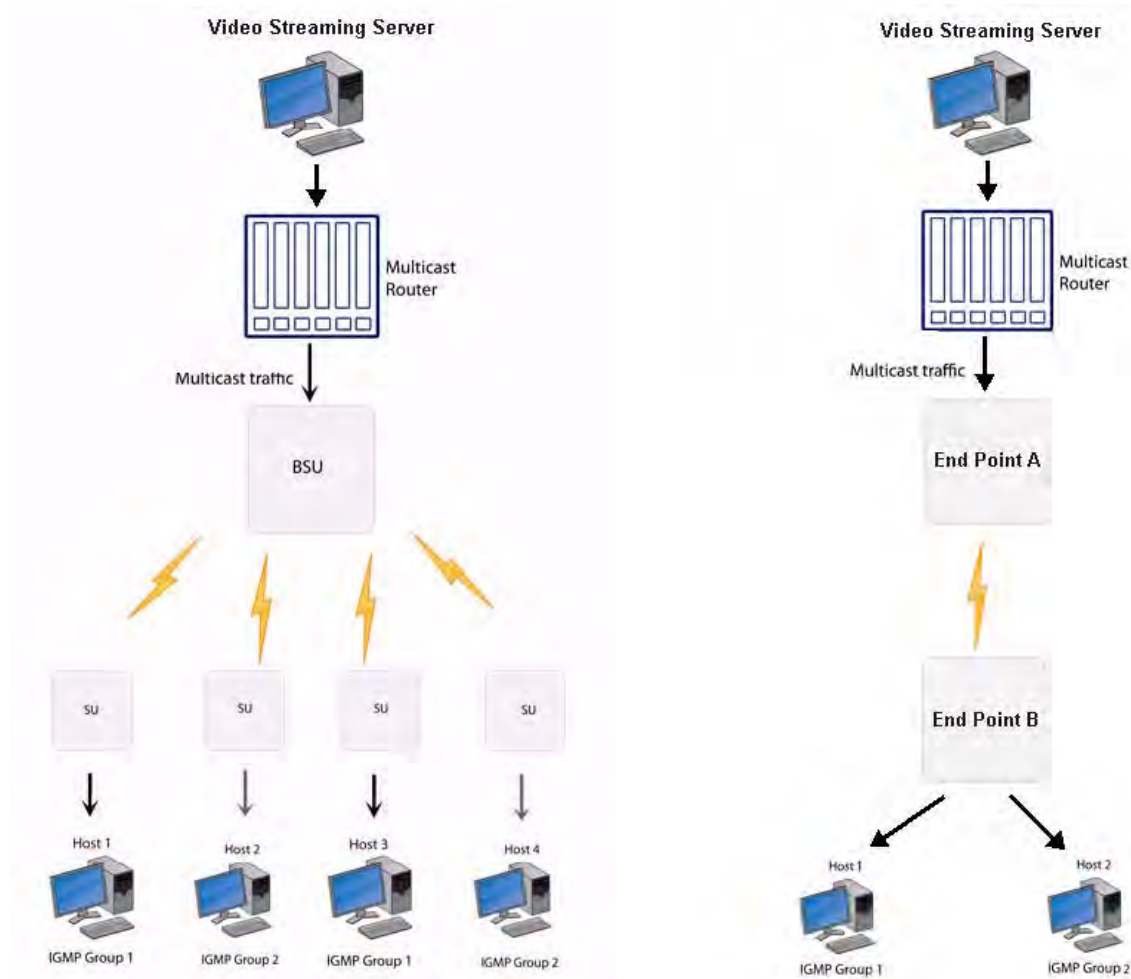 Video Streaming Server
Multicast
Router
Multicast traffic
BSU
SU
SU
SU
SU
Host 1
Host 2
Host 3
Host 4
IGMP Group 1
IGMP Group 2
IGMP Group 1
IGMP Group 2
Video Streaming Server
Multicast
Router
Multicast traffic
End Point A
End Point B
Host 1
Host 2
IGMP Group 1
IGMP Group 2